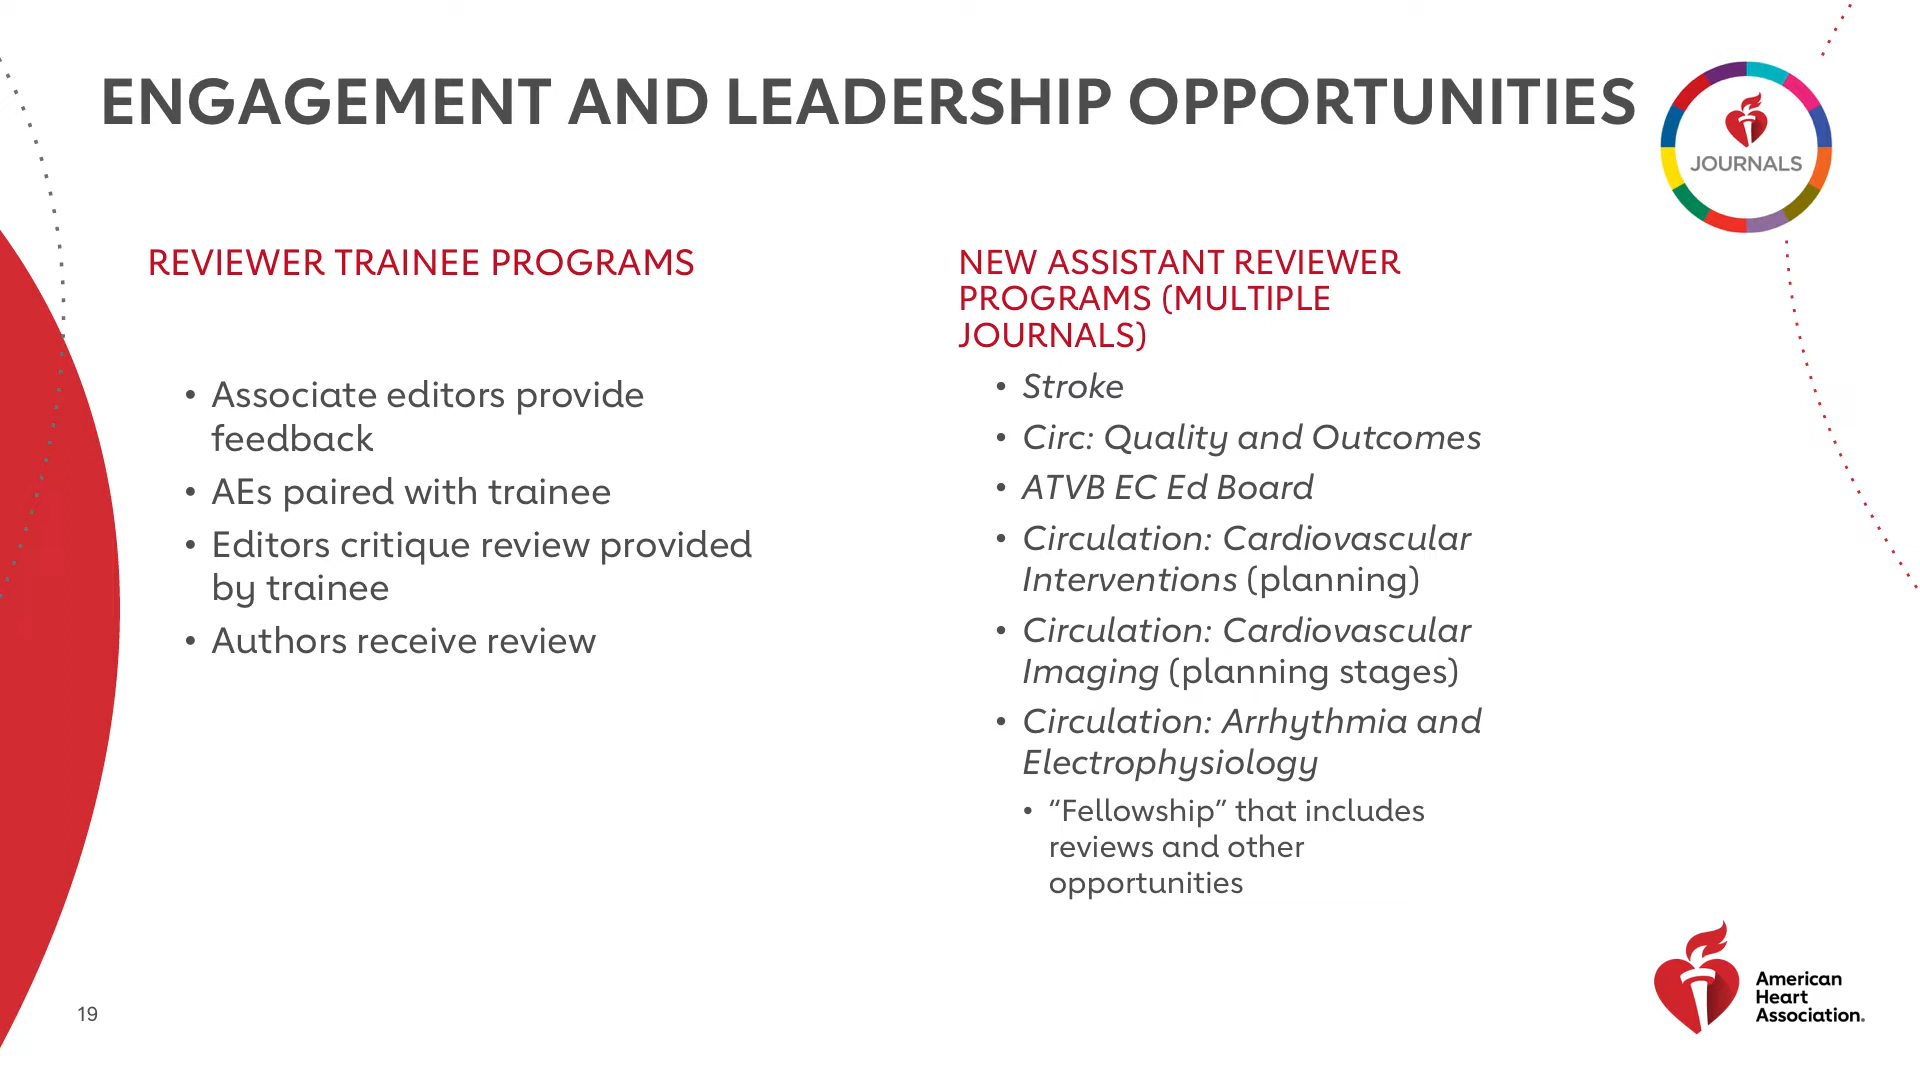 ENGAGEMENT AND LEADERSHIP OPPORTUNITIES
JOURNALS
REVIEWER TRAINEE PROGRAMS
• Associate editors provide
feedback
• AEs paired with trainee
• Editors critique review provided
by trainee
• Authors receive review
NEW ASSISTANT REVIEWER
PROGRAMS (MULTIPLE
JOURNALS)
• Stroke
• Circ: Quality and Outcomes
• ATVB EC Ed Board
• Circulation: Cardiovascular
Interventions (planning)
• Circulation: Cardiovascular
Imaging (planning stages)
• Circulation: Arrhythmia and
Electrophysiology
• “Fellowship” that includes
reviews and other
opportunities
American
Heart
Association.
19